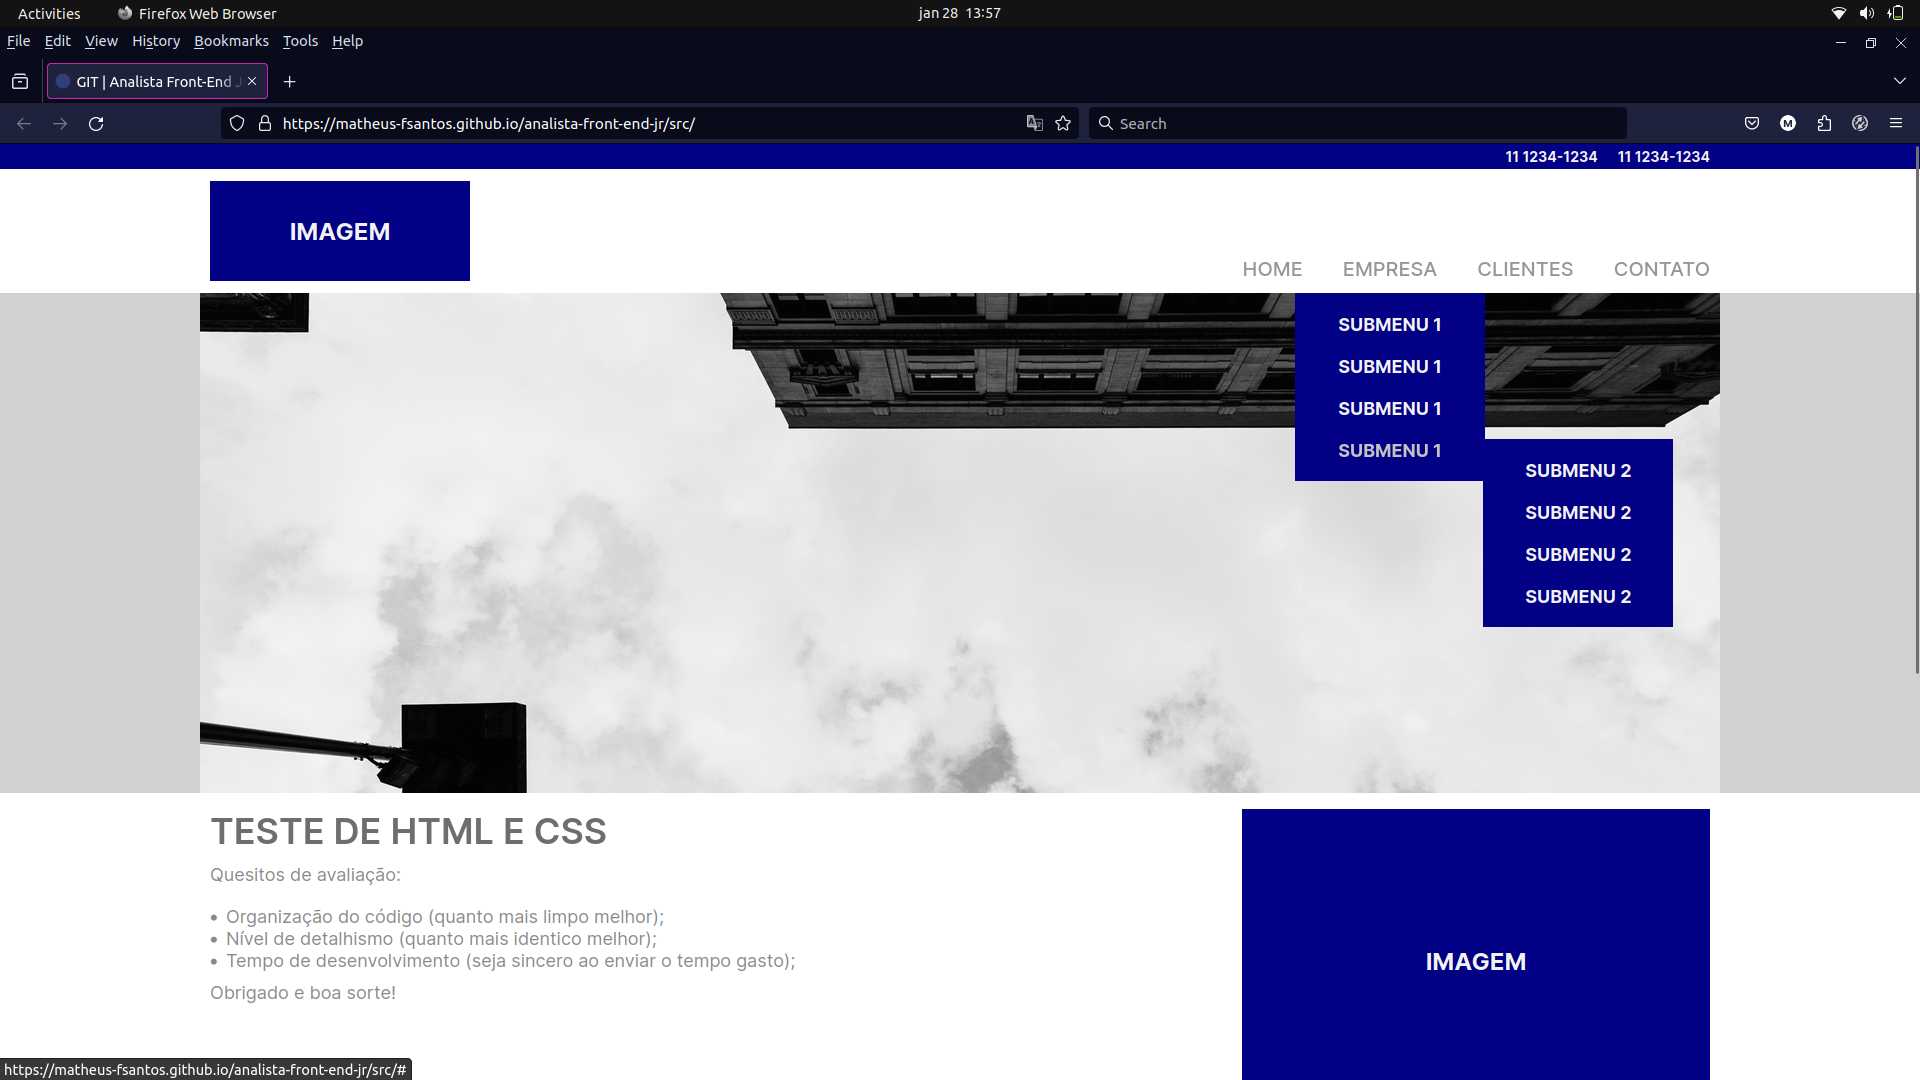 Activities
Firefox Web Browser
jan 28 13:57
File Edit View History Bookmarks Tools Help
GIT | Analista Front-End J
https://matheus-fsantos.github.io/analista-front-end-jr/src/
Search
11 1234-1234 11 1234-1234
IMAGEM
HOME EMPRESA CLIENTES CONTATO
SUBMENU 1
SUBMENU 1
SUBMENU 1
SUBMENU 1
SUBMENU 2
SUBMENU 2
SUBMENU 2
SUBMENU 2
TESTE DE HTML E CSS
Quesitos de avaliação:
• Organização do código (quanto mais limpo melhor);
• Nível de detalhismo (quanto mais identico melhor);
• Tempo de desenvolvimento (seja sincero ao enviar o tempo gasto);
Obrigado e boa sorte!
IMAGEM
https://matheus-fsantos.github.io/analista-front-end-jr/src/#